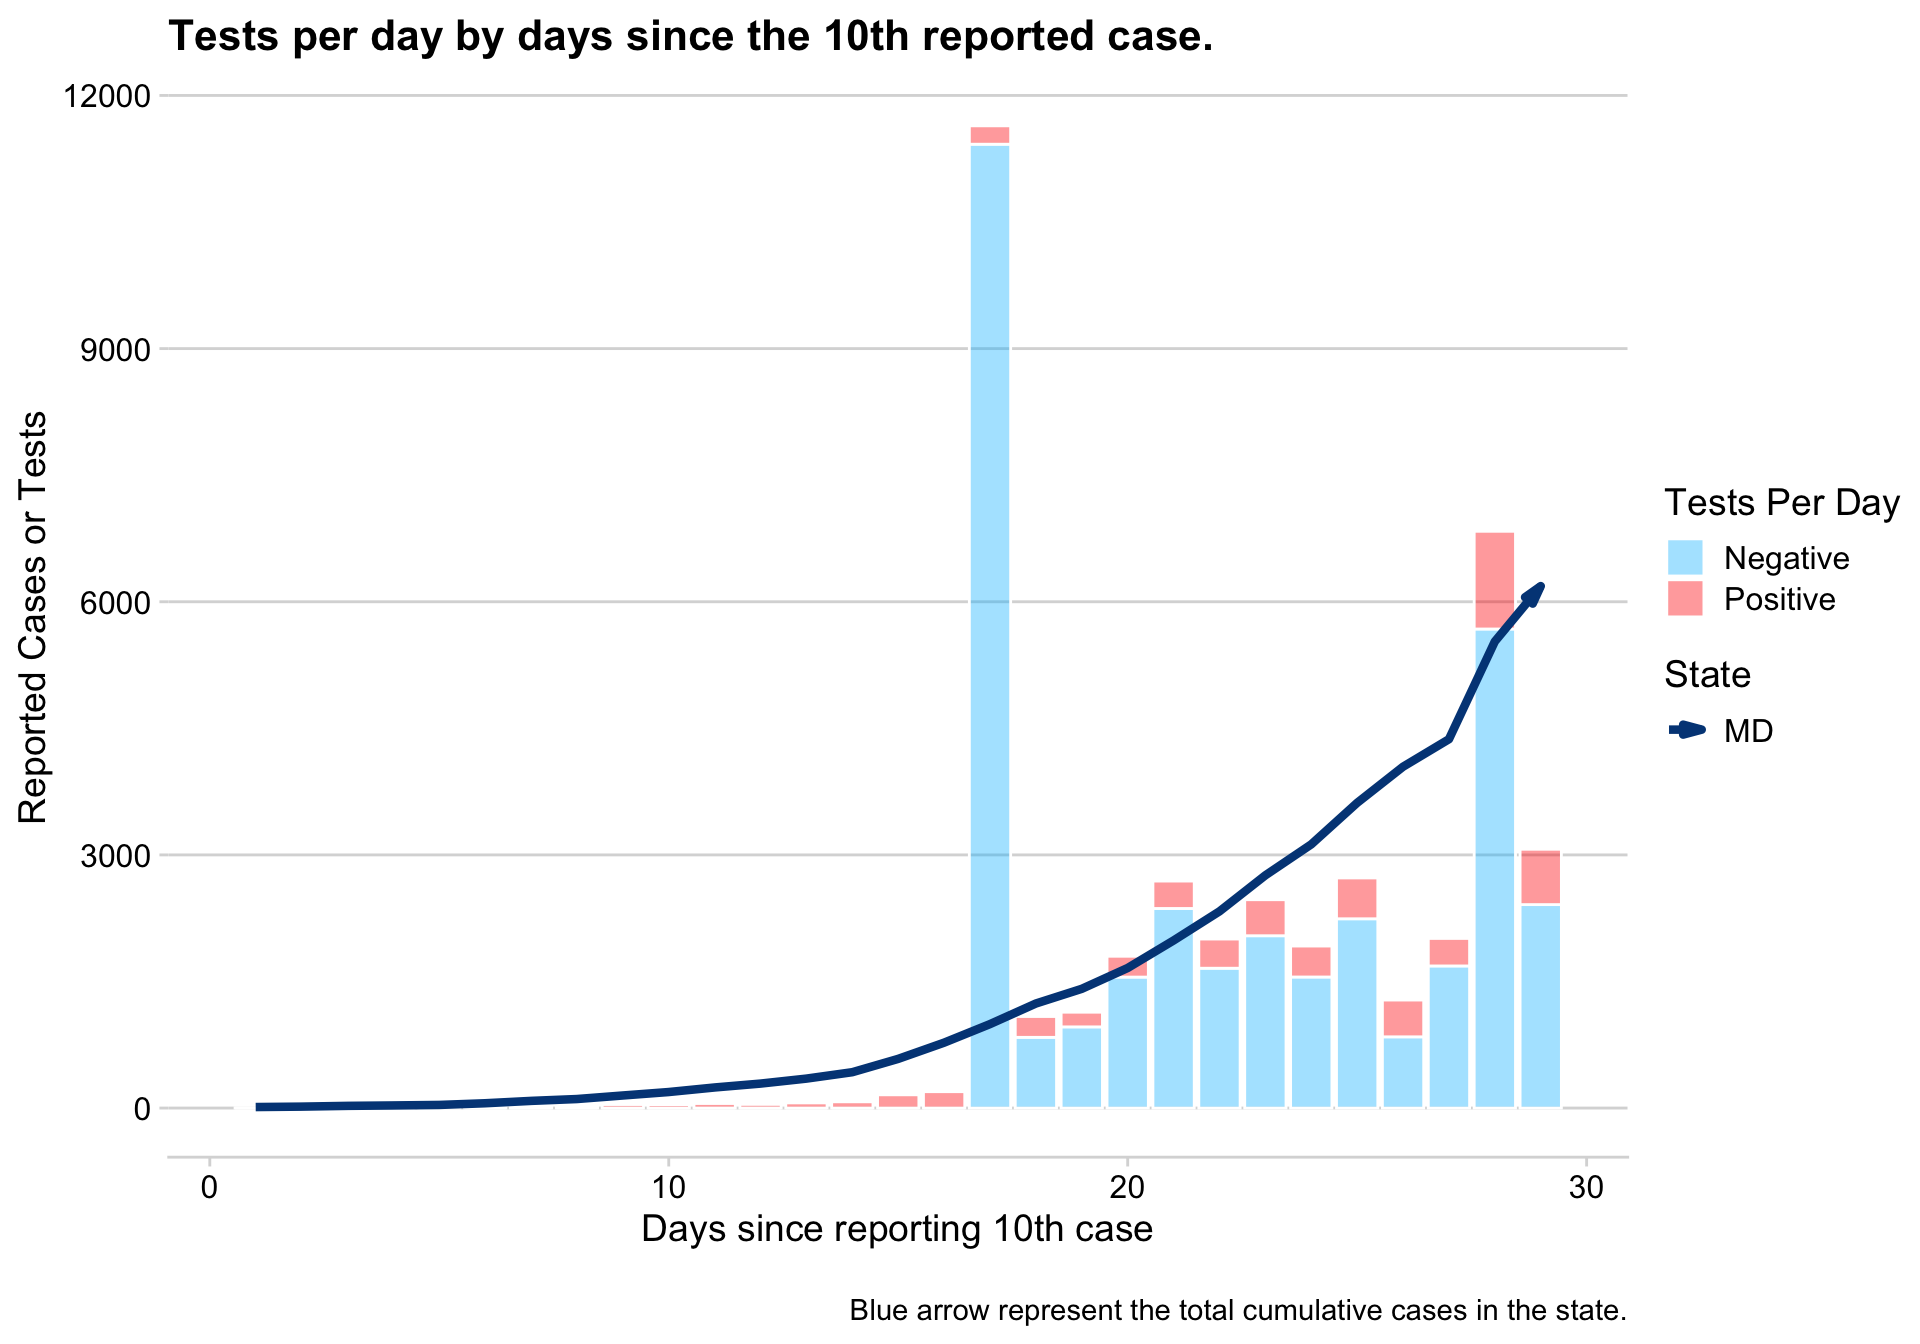 Tests per day by days since the 10th reported case.
12000
9000
6000
3000
0
Reported Cases or Tests
0 10 20 30
Days since reporting 10th case
Tests Per Day
Negative
Positive
State
MD
Blue arrow represent the total cumulative cases in the state.